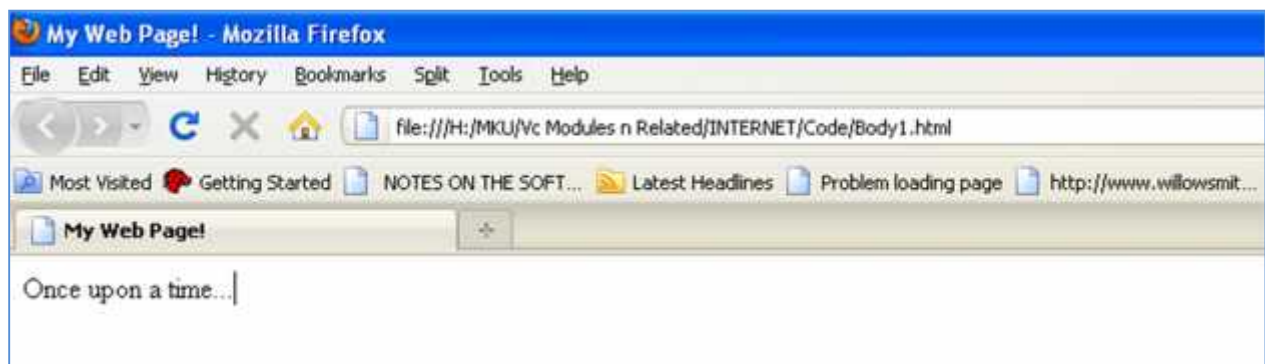 My Web Page! - Mozilla Firefox
File Edit View History Bookmarks Split Tools Help
file:///H:/MKU/Vc Modules n Related/INTERNET/Code/Body1.html
Most Visited Getting Started NOTES ON THE SOFT... Latest Headlines Problem loading page http://www.willowsmit...
My Web Page!
Once upon a time...